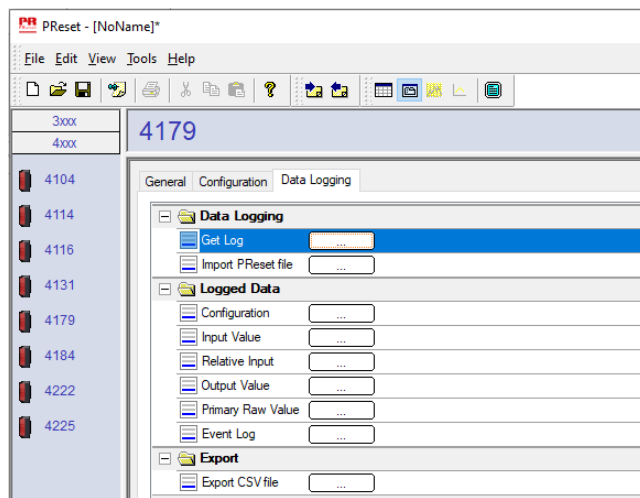 PR PReset - [NoName]*
File Edit View Tools Help
3xxx
4xxx
4179
4104
4114
4116
4131
4179
4184
4222
4225
General Configuration Data Logging
Data Logging
Get Log ...
Import PReset file ...
Logged Data
Configuration ...
Input Value ...
Relative Input ...
Output Value ...
Primary Raw Value ...
Event Log ...
Export
Export CSV file ...